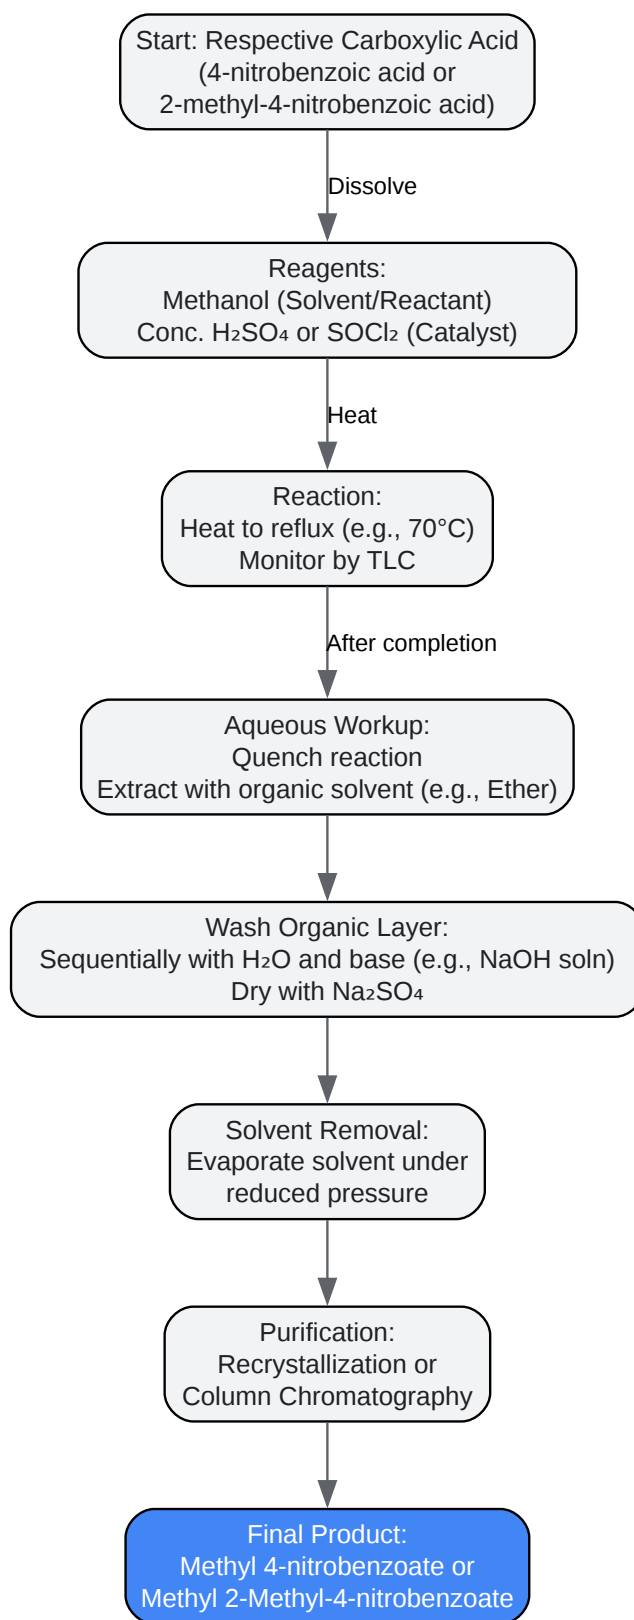 Start: Respective Carboxylic Acid
(4-nitrobenzoic acid or
2-methyl-4-nitrobenzoic acid)
Dissolve
Reagents:
Methanol (Solvent/Reactant)
Conc. H₂SO₄ or SOCl₂ (Catalyst)
Heat
Reaction:
Heat to reflux (e.g., 70°C)
Monitor by TLC
After completion
Aqueous Workup:
Quench reaction
Extract with organic solvent (e.g., Ether)
Wash Organic Layer:
Sequentially with H₂O and base (e.g., NaOH soln)
Dry with Na₂SO₄
Solvent Removal:
Evaporate solvent under
reduced pressure
Purification:
Recrystallization or
Column Chromatography
Final Product:
Methyl 4-nitrobenzoate or
Methyl 2-Methyl-4-nitrobenzoate